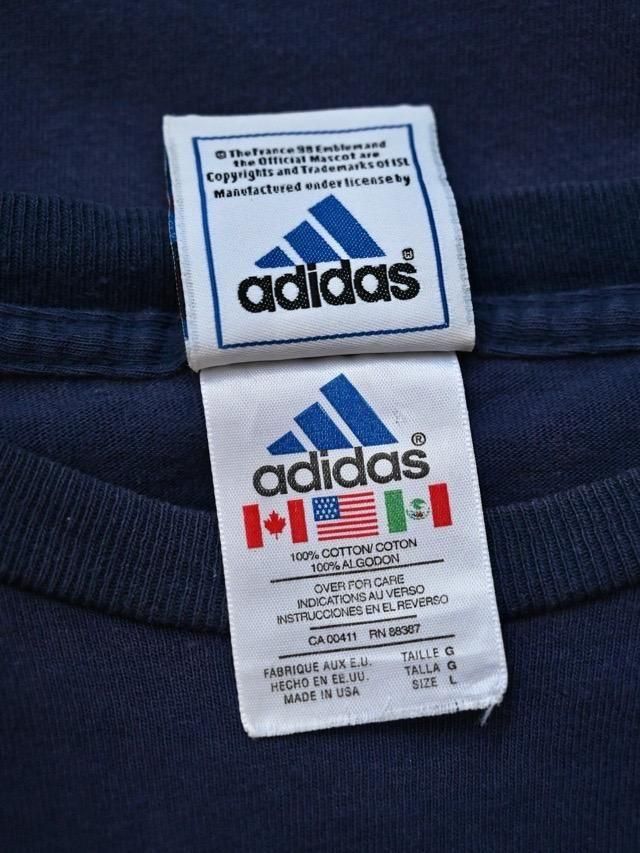 © The France 98 Emblem and
the Official Mascot are
Copyrights and Trademarks of ISL
Manufactured under license by
adidas®
adidas®
100% COTTON/ COTON
100% ALGODON
OVER FOR CARE
INDICATIONS AU VERSO
INSTRUCCIONES EN EL REVERSO
CA 00411 RN 88387
FABRIQUE AUX E.U. TAILLE G
HECHO EN EE.UU. TALLA G
MADE IN USA SIZE L